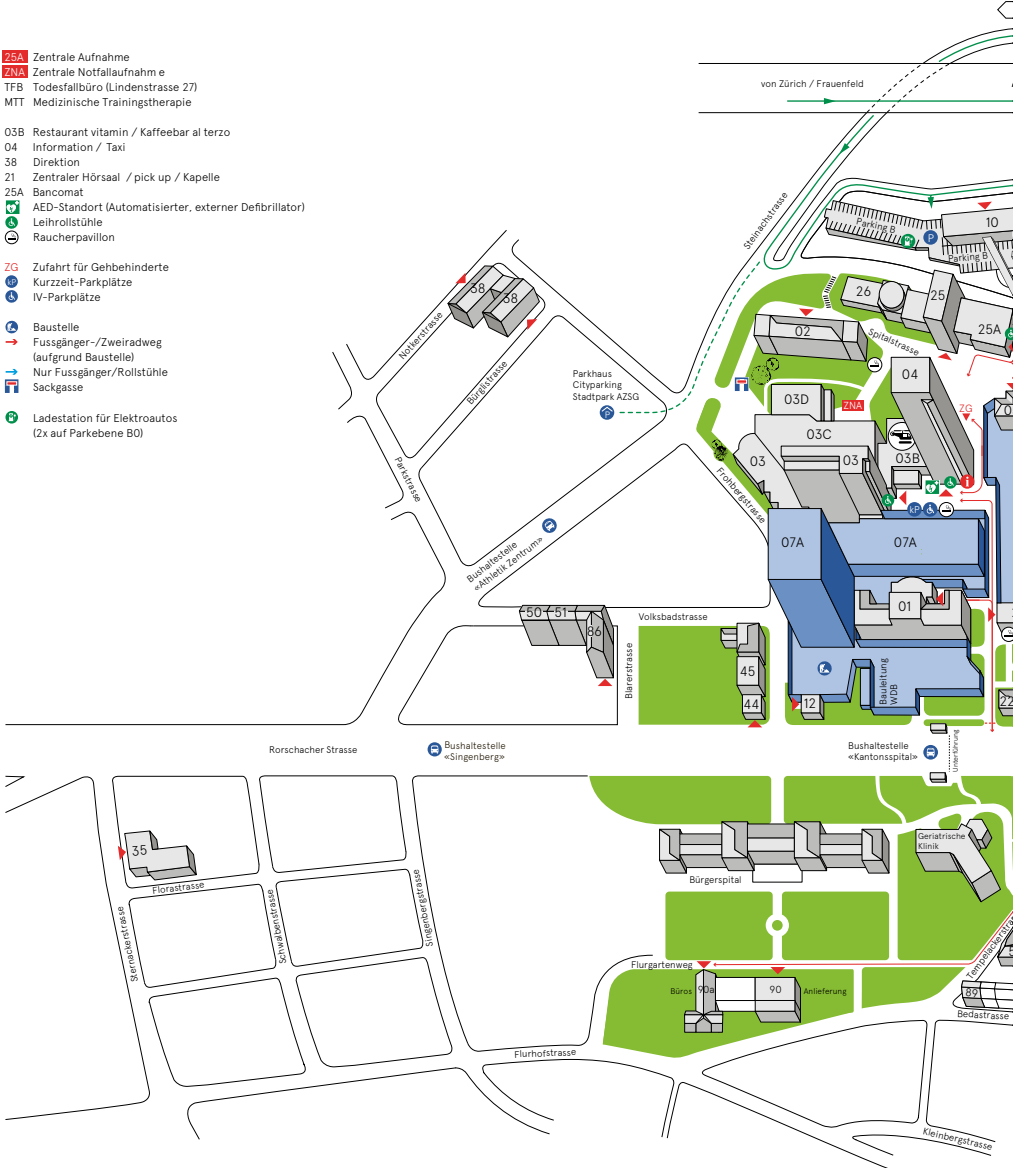 25A Zentrale Aufnahme
ZNA Zentrale Notfallaufnahm e
TFB Todesfallbüro (Lindenstrasse 27)
MTT Medizinische Trainingstherapie
03B Restaurant vitamin / Kaffeebar al terzo
04 Information / Taxi
38 Direktion
21 Zentraler Hörsaal / pick up / Kapelle
25A Bancomat
AED-Standort (Automatisierter, externer Defibrillator)
Leihrollstühle
Raucherpavillon
ZG Zufahrt für Gehbehinderte
kP Kurzzeit-Parkplätze
IV-Parkplätze
Baustelle
Fussgänger-/Zweiradweg
(aufgrund Baustelle)
Nur Fussgänger/Rollstühle
Sackgasse
Ladestation für Elektroautos
(2x auf Parkebene B0)
von Zürich / Frauenfeld
Steinachstrasse
Parking B
P
10
Parking B
26
25
25A
02
Spitalstrasse
04
38
38
Notkerstrasse
Bürglistrasse
Parkhaus
Cityparking
Stadtpark AZSG
P
03D
ZNA
ZG
03C
03
03
03B
i
kP
Frohbergstrasse
Parkstrasse
07A
07A
Bushaltestelle
«Athletik Zentrum»
01
50
51
86
Volksbadstrasse
Blarerstrasse
45
44
12
Bauleitung
WDB
22
Rorschacher Strasse
Bushaltestelle
«Singenberg»
Bushaltestelle
«Kantonsspital»
Unterführung
35
Florastrasse
Sternackerstrasse
Schwalbenstrasse
Singenbergstrasse
Bürgerspital
Geriatrische
Klinik
Flurgartenweg
Büros
90a
90
Anlieferung
Tempelackerstra
89
Bedastrasse
Flurhofstrasse
Kleinbergstrasse